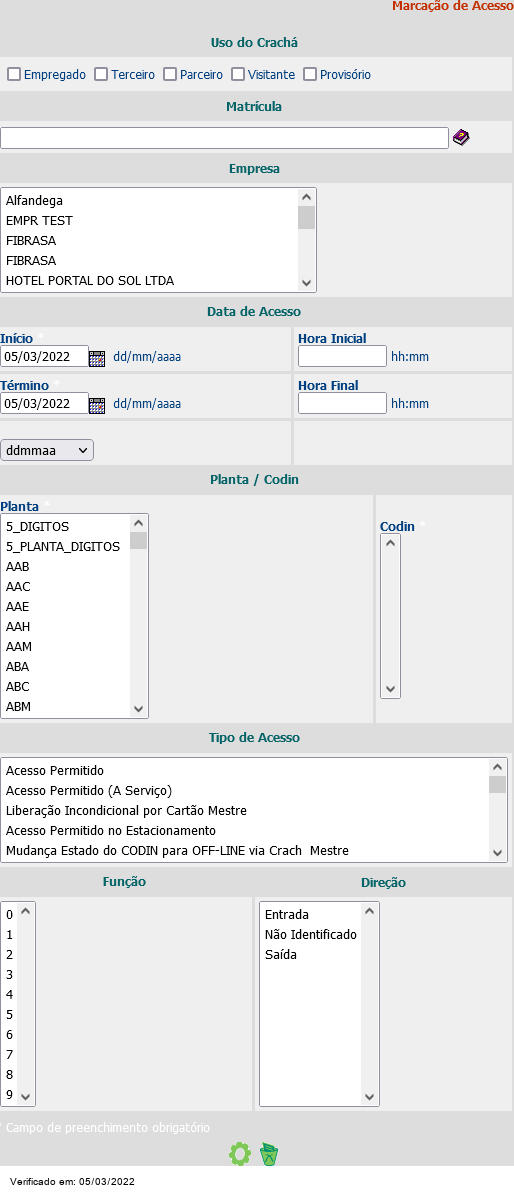 Marcação de Acesso
Uso do Crachá
Empregado Terceiro Parceiro Visitante Provisório
Matrícula
Empresa
Alfandega
EMPR TEST
FIBRASA
FIBRASA
HOTEL PORTAL DO SOL LTDA
Data de Acesso
Início * Hora Inicial
05/03/2022 dd/mm/aaaa hh:mm
Término * Hora Final
05/03/2022 dd/mm/aaaa hh:mm
ddmmaa
Planta / Codin
Planta *
Codin *
5_DIGITOS
5_PLANTA_DIGITOS
AAB
AAC
AAE
AAH
AAM
ABA
ABC
ABM
Tipo de Acesso
Acesso Permitido
Acesso Permitido (A Serviço)
Liberação Incondicional por Cartão Mestre
Acesso Permitido no Estacionamento
Mudança Estado do CODIN para OFF-LINE via Crach  Mestre
Função
0
1
2
3
4
5
6
7
8
9
Direção
Entrada
Não Identificado
Saída
* Campo de preenchimento obrigatório
Verificado em: 05/03/2022